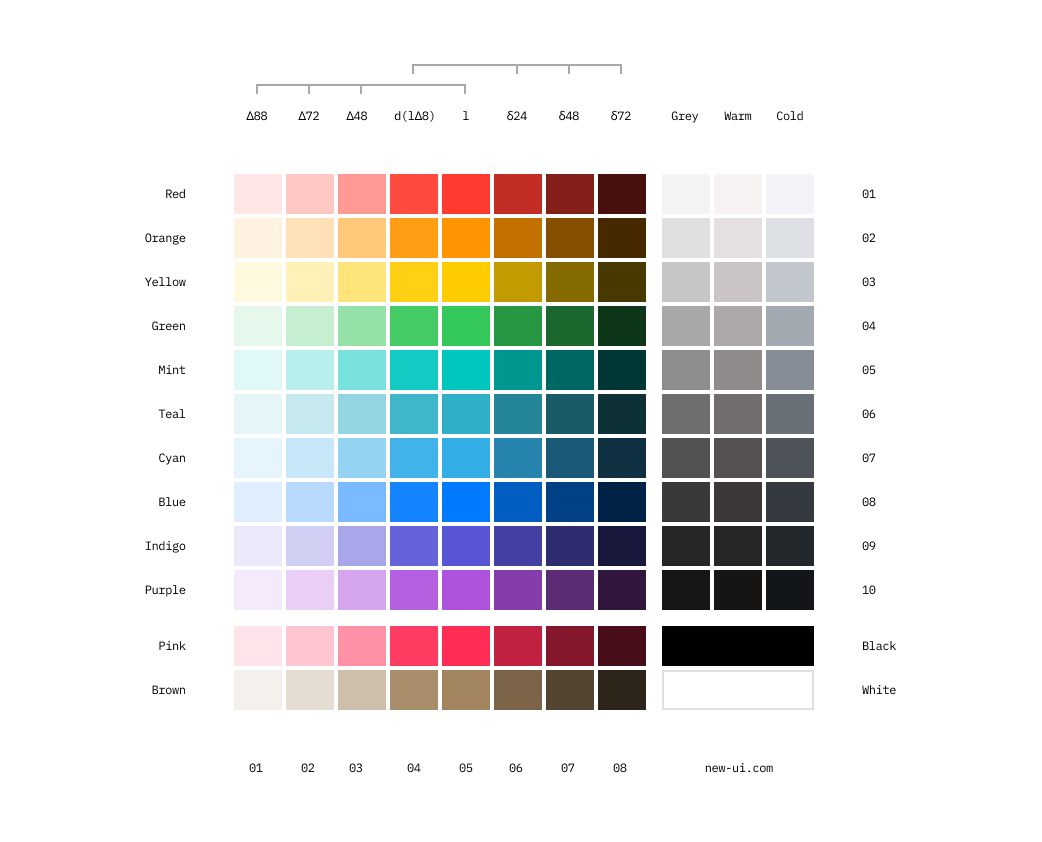 Δ88 Δ72 Δ48 d(lΔ8) l δ24 δ48 δ72 Grey Warm Cold
Red 01
Orange 02
Yellow 03
Green 04
Mint 05
Teal 06
Cyan 07
Blue 08
Indigo 09
Purple 10
Pink Black
Brown White
01 02 03 04 05 06 07 08 new-ui.com